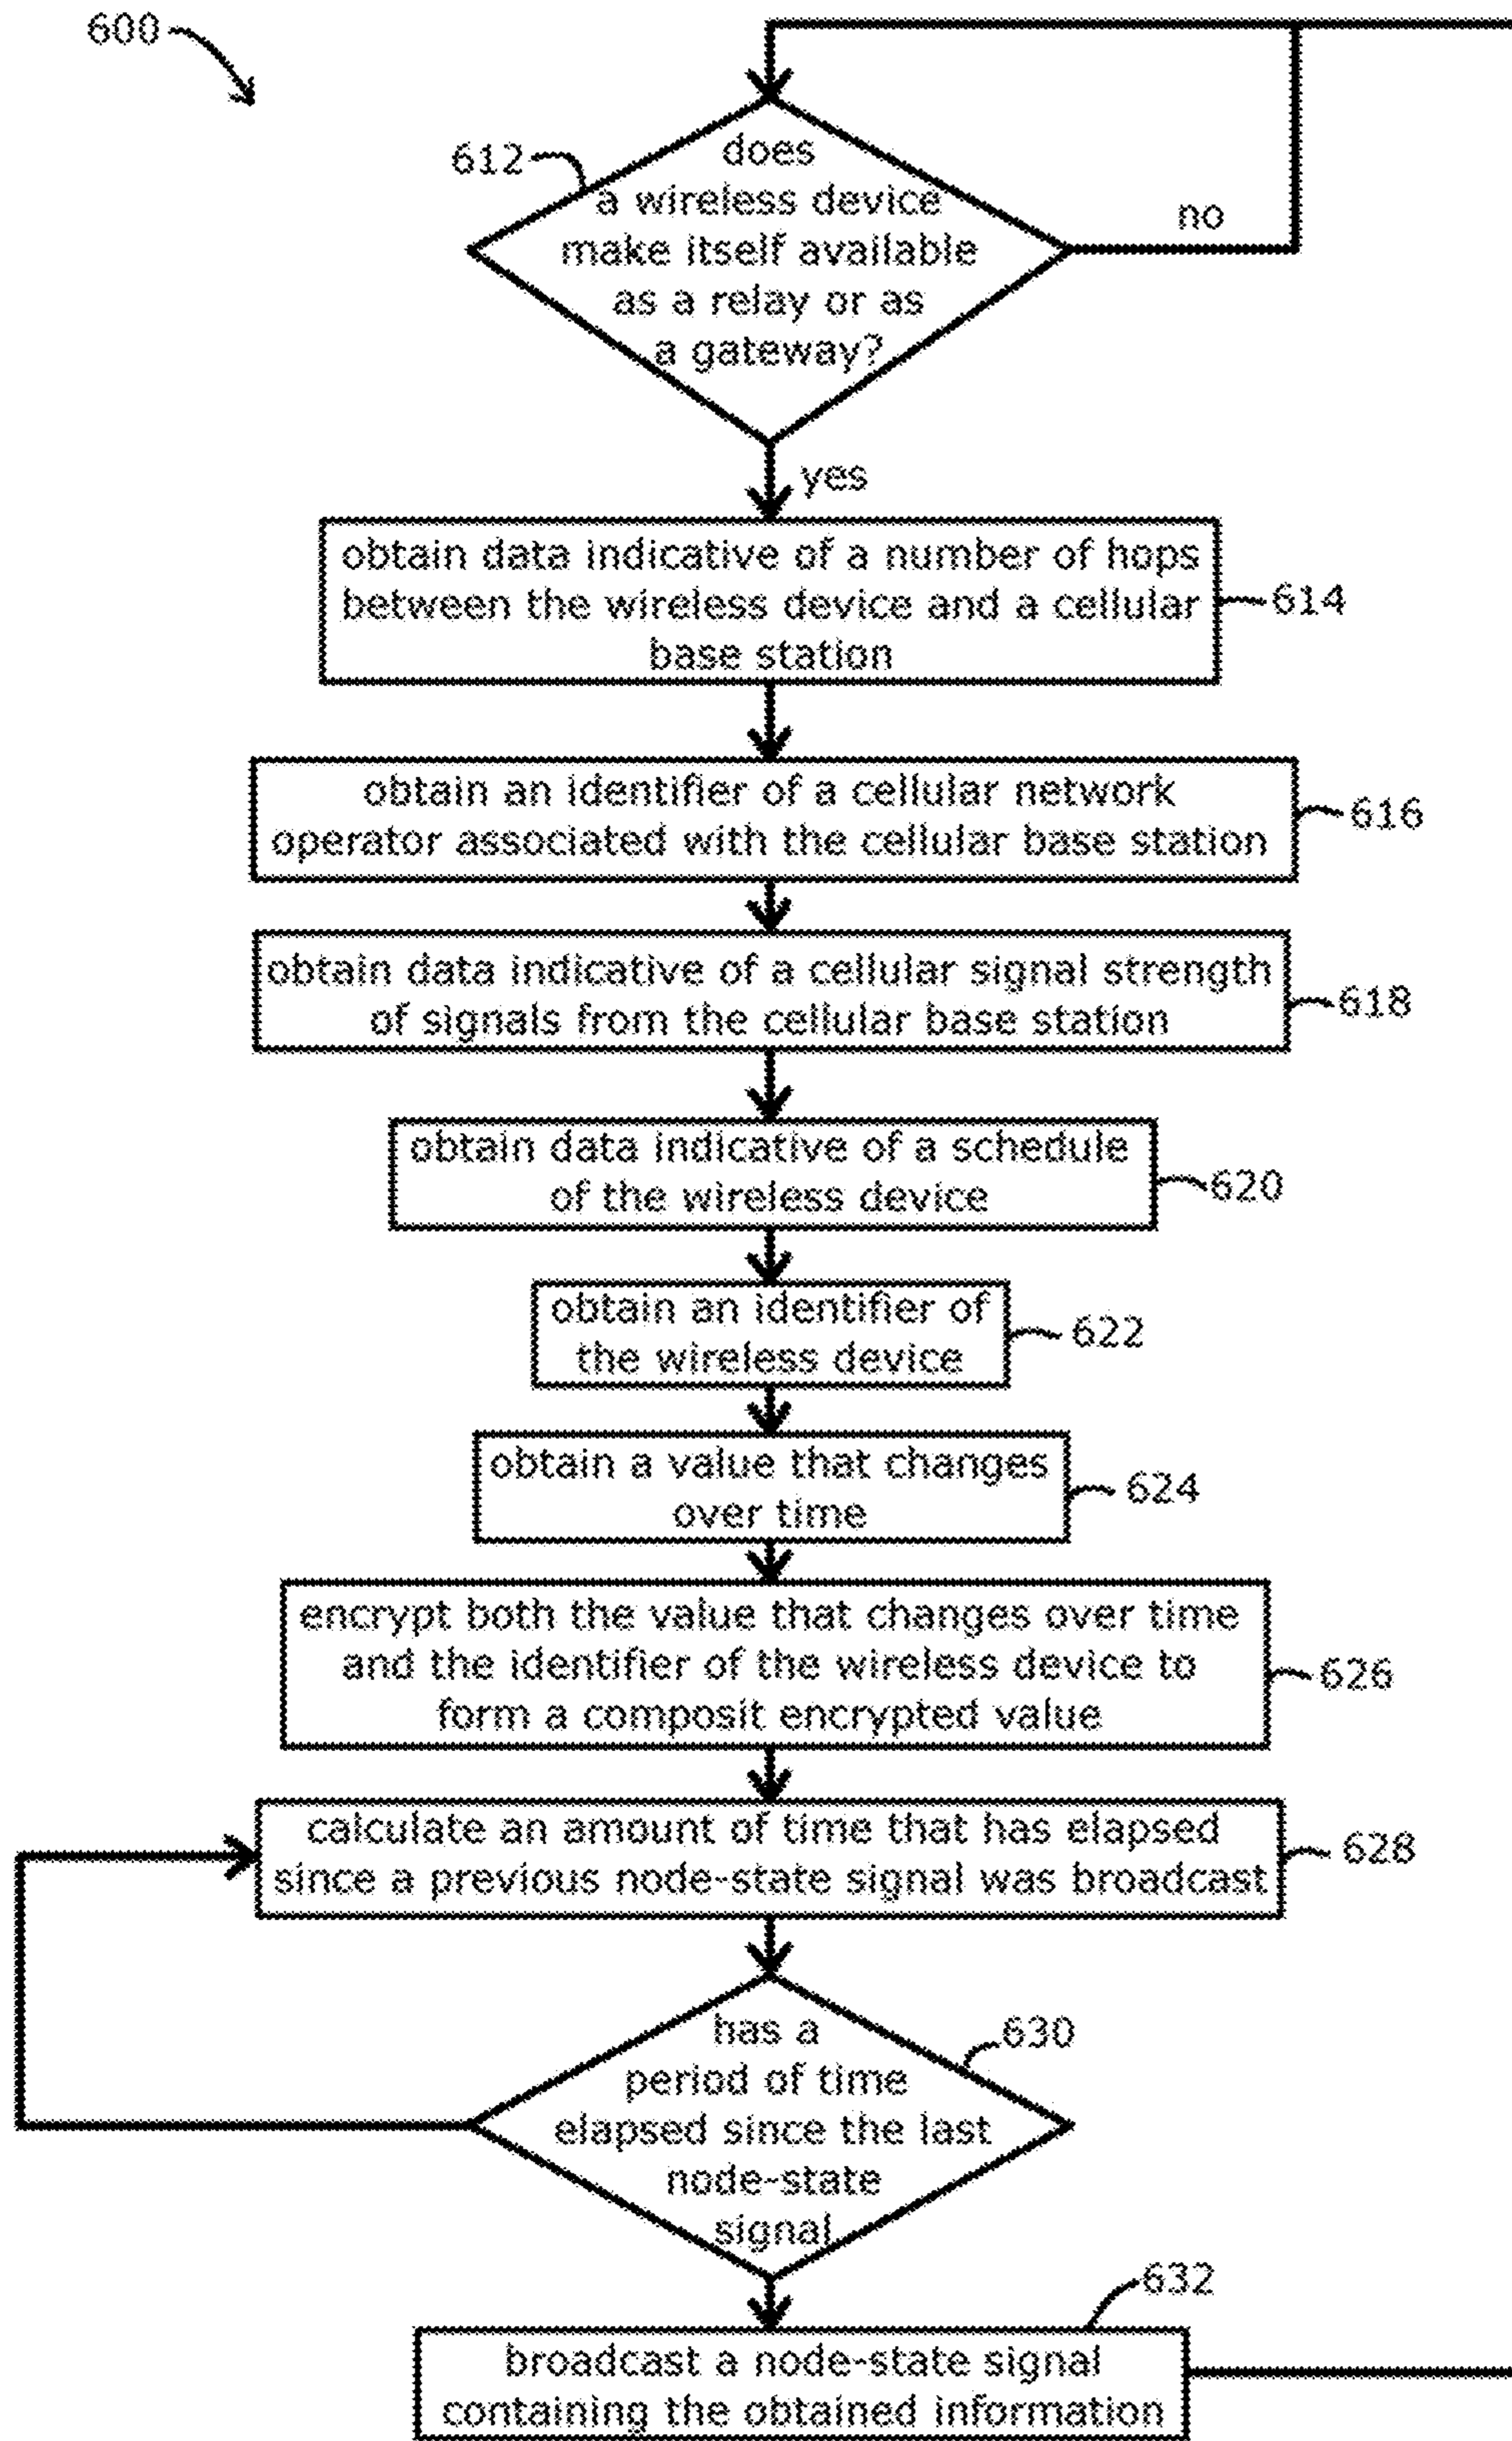 600
612
does
a wireless device
make itself available
as a relay or as
a gateway?
no
yes
obtain data indicative of a number of hops
between the wireless device and a cellular
base station
614
obtain an identifier of a cellular network
operator associated with the cellular base station
616
obtain data indicative of a cellular signal strength
of signals from the cellular base station
618
obtain data indicative of a schedule
of the wireless device
620
obtain an identifier of
the wireless device
622
obtain a value that changes
over time
624
encrypt both the value that changes over time
and the identifier of the wireless device to
form a composit encrypted value
626
calculate an amount of time that has elapsed
since a previous node-state signal was broadcast
628
has a
period of time
elapsed since the last
node-state
signal
630
632
broadcast a node-state signal
containing the obtained information